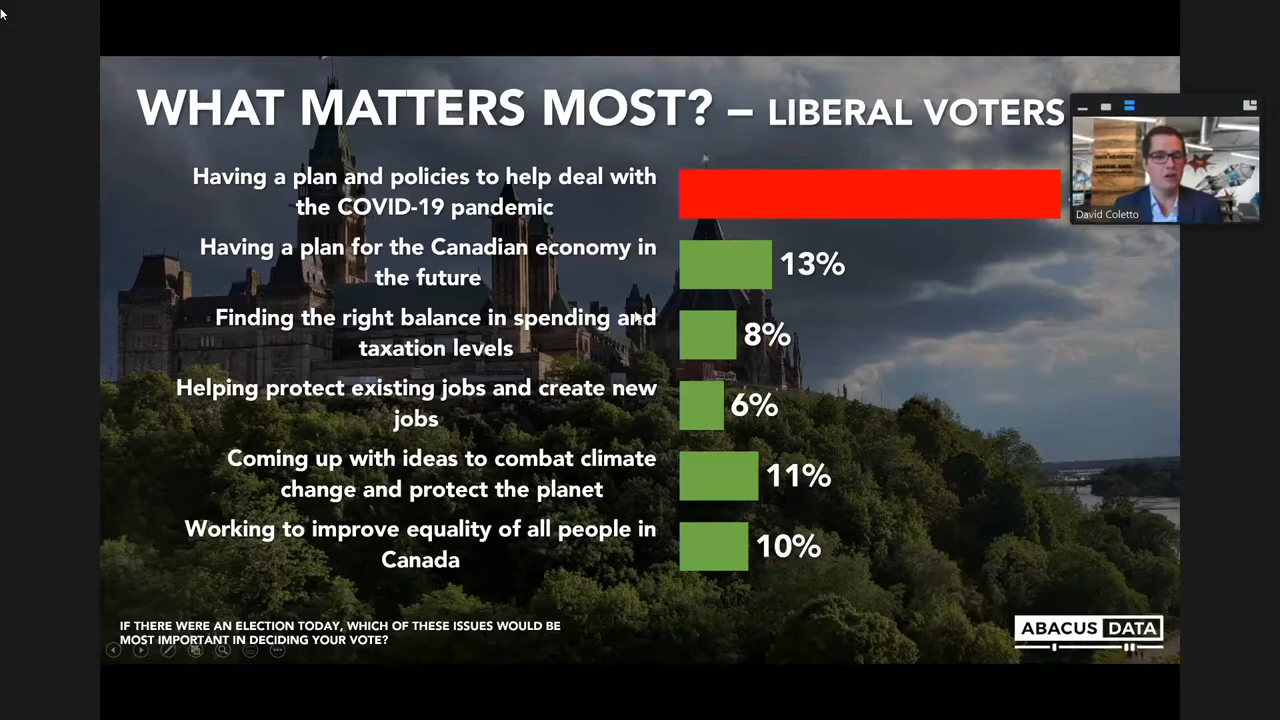 WHAT MATTERS MOST? – LIBERAL VOTERS
Having a plan and policies to help deal with
the COVID-19 pandemic
Having a plan for the Canadian economy in
the future
13%
Finding the right balance in spending and
taxation levels
8%
Helping protect existing jobs and create new
jobs
6%
Coming up with ideas to combat climate
change and protect the planet
11%
Working to improve equality of all people in
Canada
10%
David Coletto
IF THERE WERE AN ELECTION TODAY, WHICH OF THESE ISSUES WOULD BE
MOST IMPORTANT IN DECIDING YOUR VOTE?
ABACUS DATA